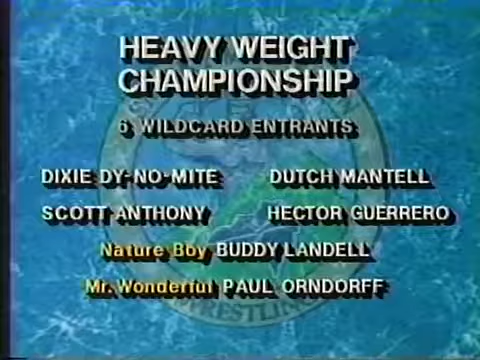 HEAVY WEIGHT
CHAMPIONSHIP
6 WILDCARD ENTRANTS
DIXIE DY-NO-MITE DUTCH MANTELL
SCOTT ANTHONY HECTOR GUERRERO
Nature Boy BUDDY LANDELL
Mr. Wonderful PAUL ORNDORFF
WRESTLING